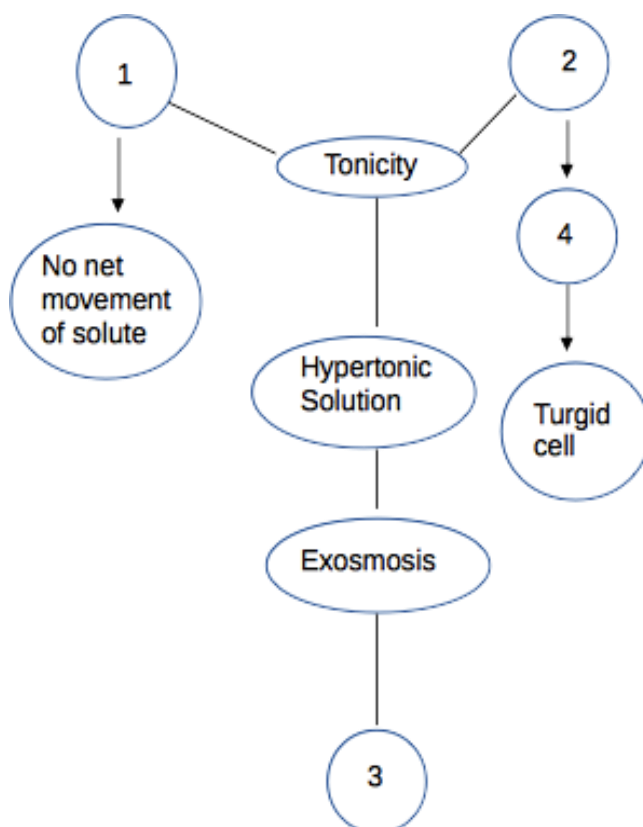 1
2
Tonicity
4
No net
movement
of solute
Hypertonic
Solution
Turgid
cell
Exosmosis
3